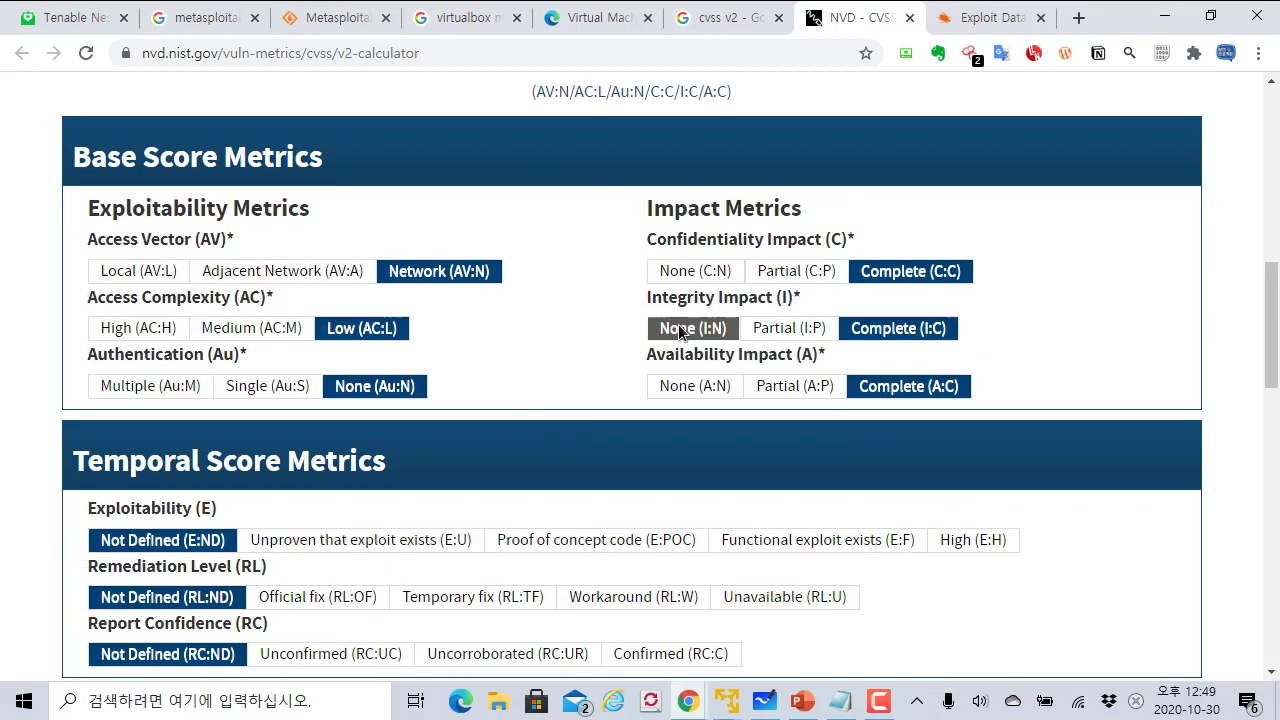 Tenable Nes
metasploital
Metasploital
virtualbox m
Virtual Mach
cvss - Go
NVD - CVSS
Exploit Data
nvd.nist.gov/vuln-metrics/cvss/v2-calculator
2
(AV:N/AC:L/Au:N/C:C/I:C/A:C)
Base Score Metrics
Exploitability Metrics
Access Vector (AV)*
Local (AV:L) Adjacent Network (AV:A) Network (AV:N)
Access Complexity (AC)*
High (AC:H) Medium (AC:M) Low (AC:L)
Authentication (Au)*
Multiple (Au:M) Single (Au:S) None (Au:N)
Impact Metrics
Confidentiality Impact (C)*
None (C:N) Partial (C:P) Complete (C:C)
Integrity Impact (I)*
None (I:N) Partial (I:P) Complete (I:C)
Availability Impact (A)*
None (A:N) Partial (A:P) Complete (A:C)
Temporal Score Metrics
Exploitability (E)
Not Defined (E:ND) Unproven that exploit exists (E:U) Proof of concept code (E:POC) Functional exploit exists (E:F) High (E:H)
Remediation Level (RL)
Not Defined (RL:ND) Official fix (RL:OF) Temporary fix (RL:TF) Workaround (RL:W) Unavailable (RL:U)
Report Confidence (RC)
Not Defined (RC:ND) Unconfirmed (RC:UC) Uncorroborated (RC:UR) Confirmed (RC:C)
검색하려면 여기에 입력하십시오.
2
오후 12:49
2020-10-30
6